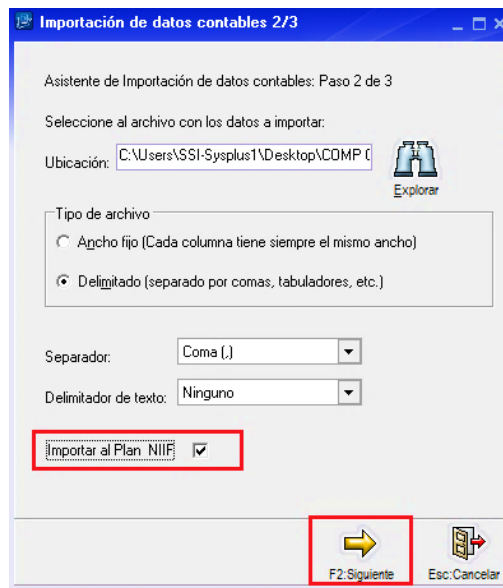 Importación de datos contables 2/3
Asistente de Importación de datos contables: Paso 2 de 3
Seleccione al archivo con los datos a importar:
Ubicación: C:\Users\SSI-Sysplus1\Desktop\COMP (
Explorar
Tipo de archivo
Ancho fijo (Cada columna tiene siempre el mismo ancho)
Delimitado (separado por comas, tabuladores, etc.)
Separador: Coma (,)
Delimitador de texto: Ninguno
Importar al Plan NIIF
F2:Siguiente Esc:Cancelar